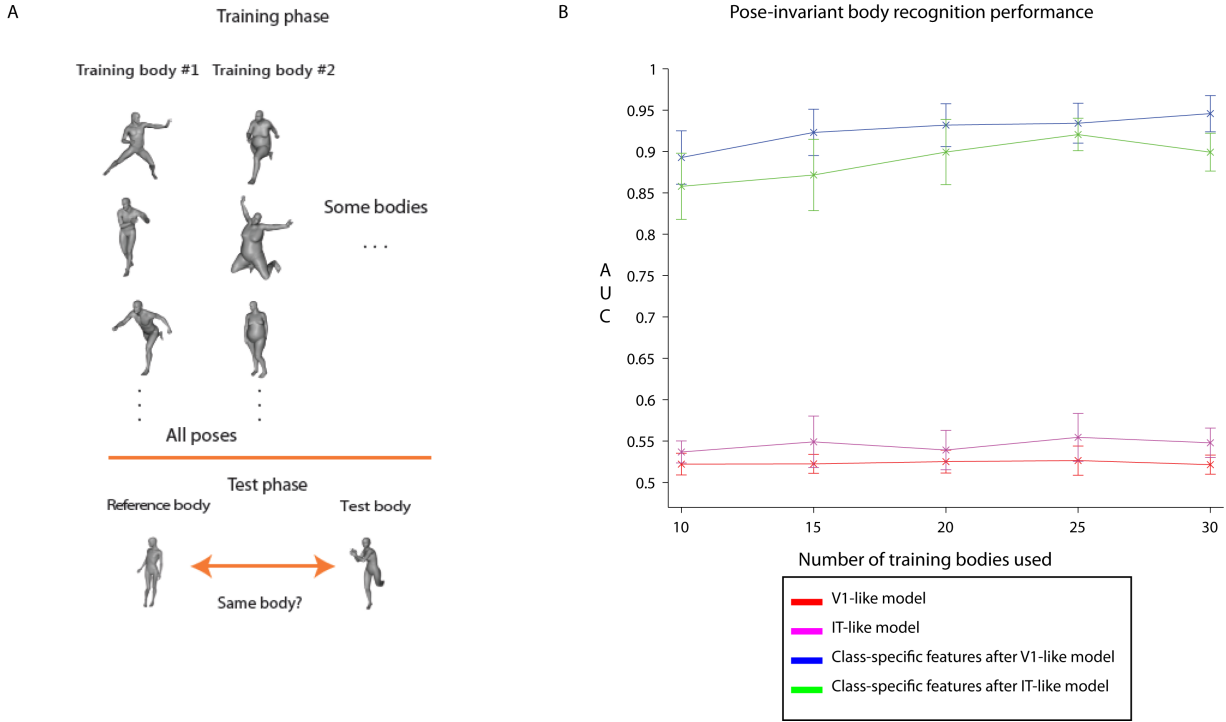 A
Training phase
Training body #1 Training body #2
Some bodies
. . .
All poses
Test phase
Reference body
Test body
Same body?
B
Pose-invariant body recognition performance
1
0.95
0.9
0.85
0.8
0.75
0.7
0.65
0.6
0.55
0.5
A
U
C
10 15 20 25 30
Number of training bodies used
V1-like model
IT-like model
Class-specific features after V1-like model
Class-specific features after IT-like model